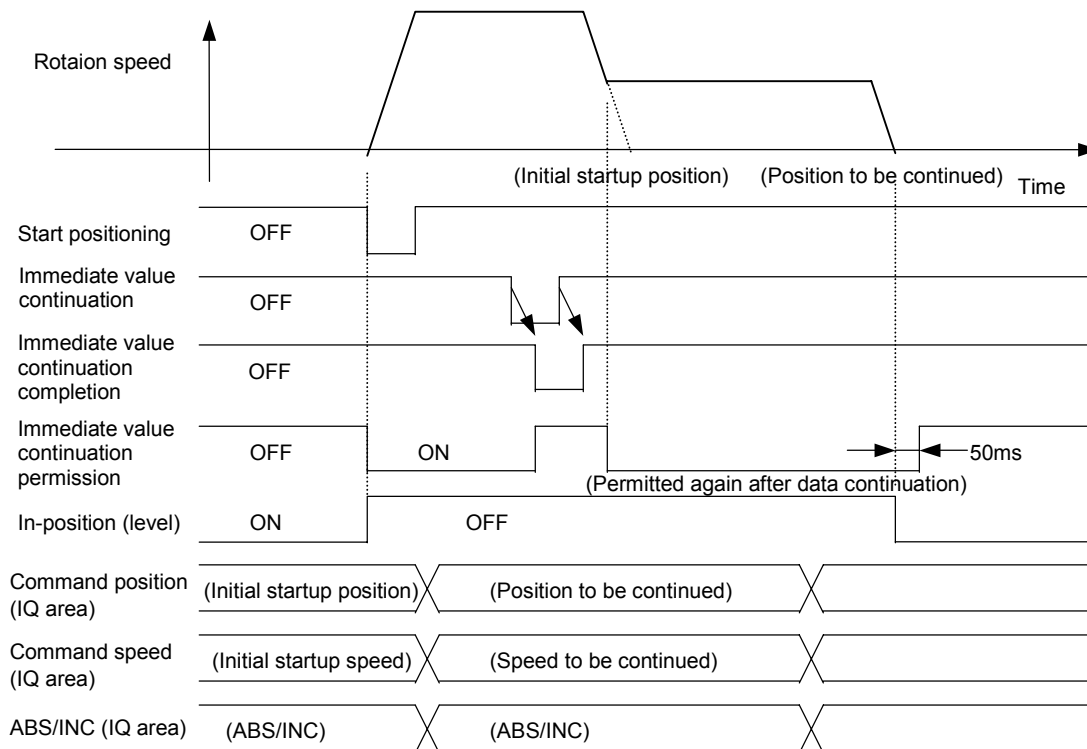 Rotaion speed
(Initial startup position) (Position to be continued) Time
Start positioning OFF
Immediate value
continuation OFF
Immediate value
continuation
completion OFF
Immediate value
continuation
permission OFF ON 50ms
(Permitted again after data continuation)
In-position (level) ON OFF
Command position
(IQ area) (Initial startup position) (Position to be continued)
Command speed
(IQ area) (Initial startup speed) (Speed to be continued)
ABS/INC (IQ area) (ABS/INC) (ABS/INC)